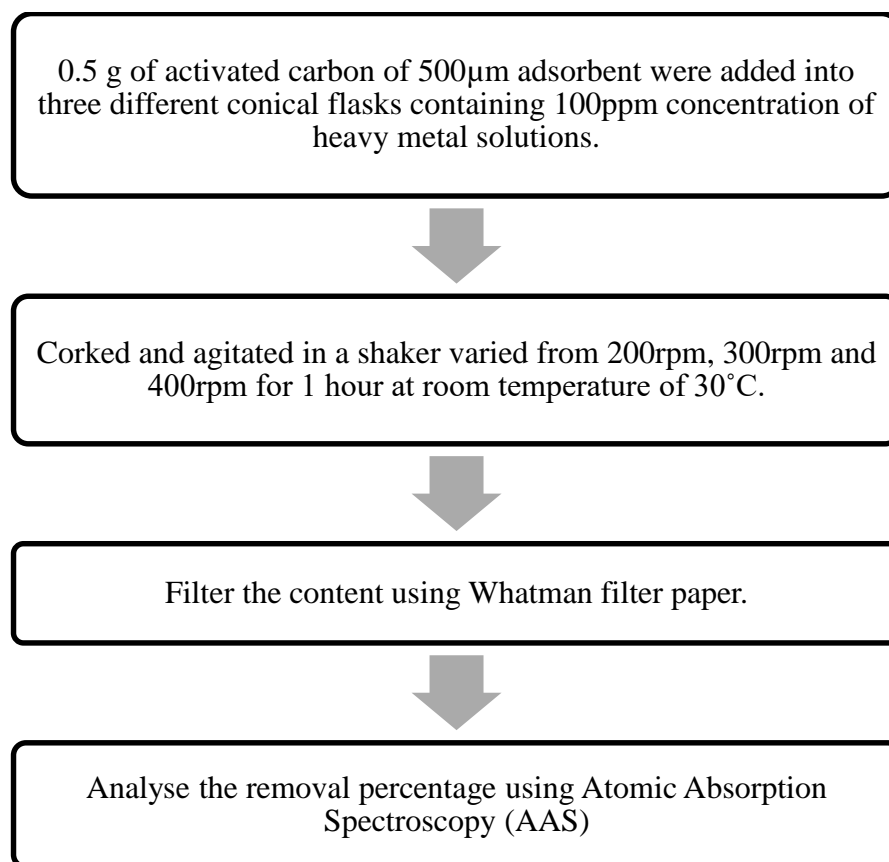 0.5 g of activated carbon of 500µm adsorbent were added into
three different conical flasks containing 100ppm concentration of
heavy metal solutions.
Corked and agitated in a shaker varied from 200rpm, 300rpm and
400rpm for 1 hour at room temperature of 30˚C.
Filter the content using Whatman filter paper.
Analyse the removal percentage using Atomic Absorption
Spectroscopy (AAS)